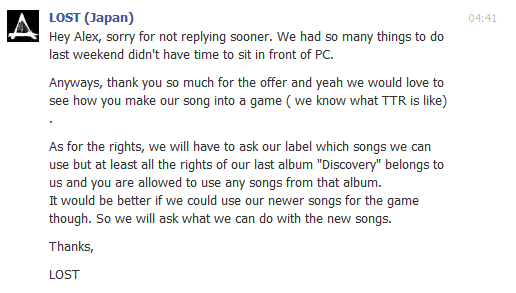 LOST (Japan)
04:41
Hey Alex, sorry for not replying sooner. We had so many things to do
last weekend didn't have time to sit in front of PC.
Anyways, thank you so much for the offer and yeah we would love to
see how you make our song into a game ( we know what TTR is like)
.
As for the rights, we will have to ask our label which songs we can
use but at least all the rights of our last album "Discovery" belongs to
us and you are allowed to use any songs from that album.
It would be better if we could use our newer songs for the game
though. So we will ask what we can do with the new songs.
Thanks,
LOST